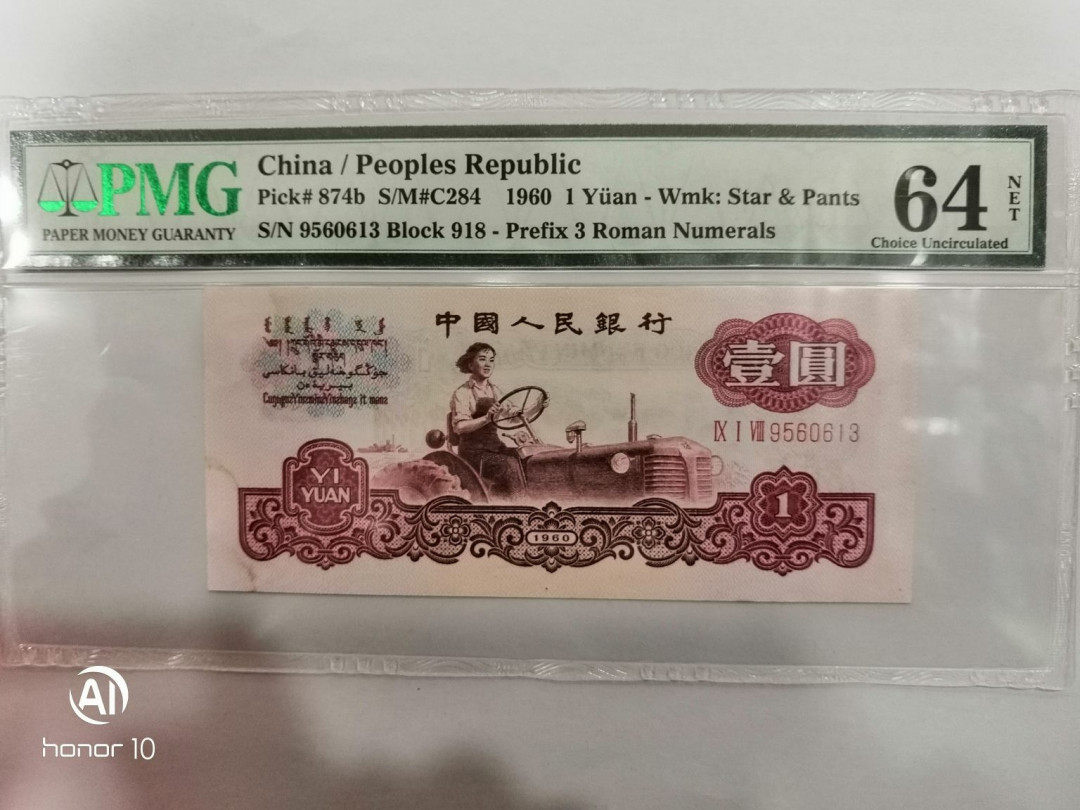 PMG
PAPER MONEY GUARANTY
China / Peoples Republic
Pick# 874b S/M#C284 1960 1 Yüan - Wmk: Star & Pants
S/N 9560613 Block 918 - Prefix 3 Roman Numerals
64
NET
Choice Uncirculated
中國人民銀行
壹圓
IX I VIII 9560613
YI
YUAN
1
1960
AI
honor 10